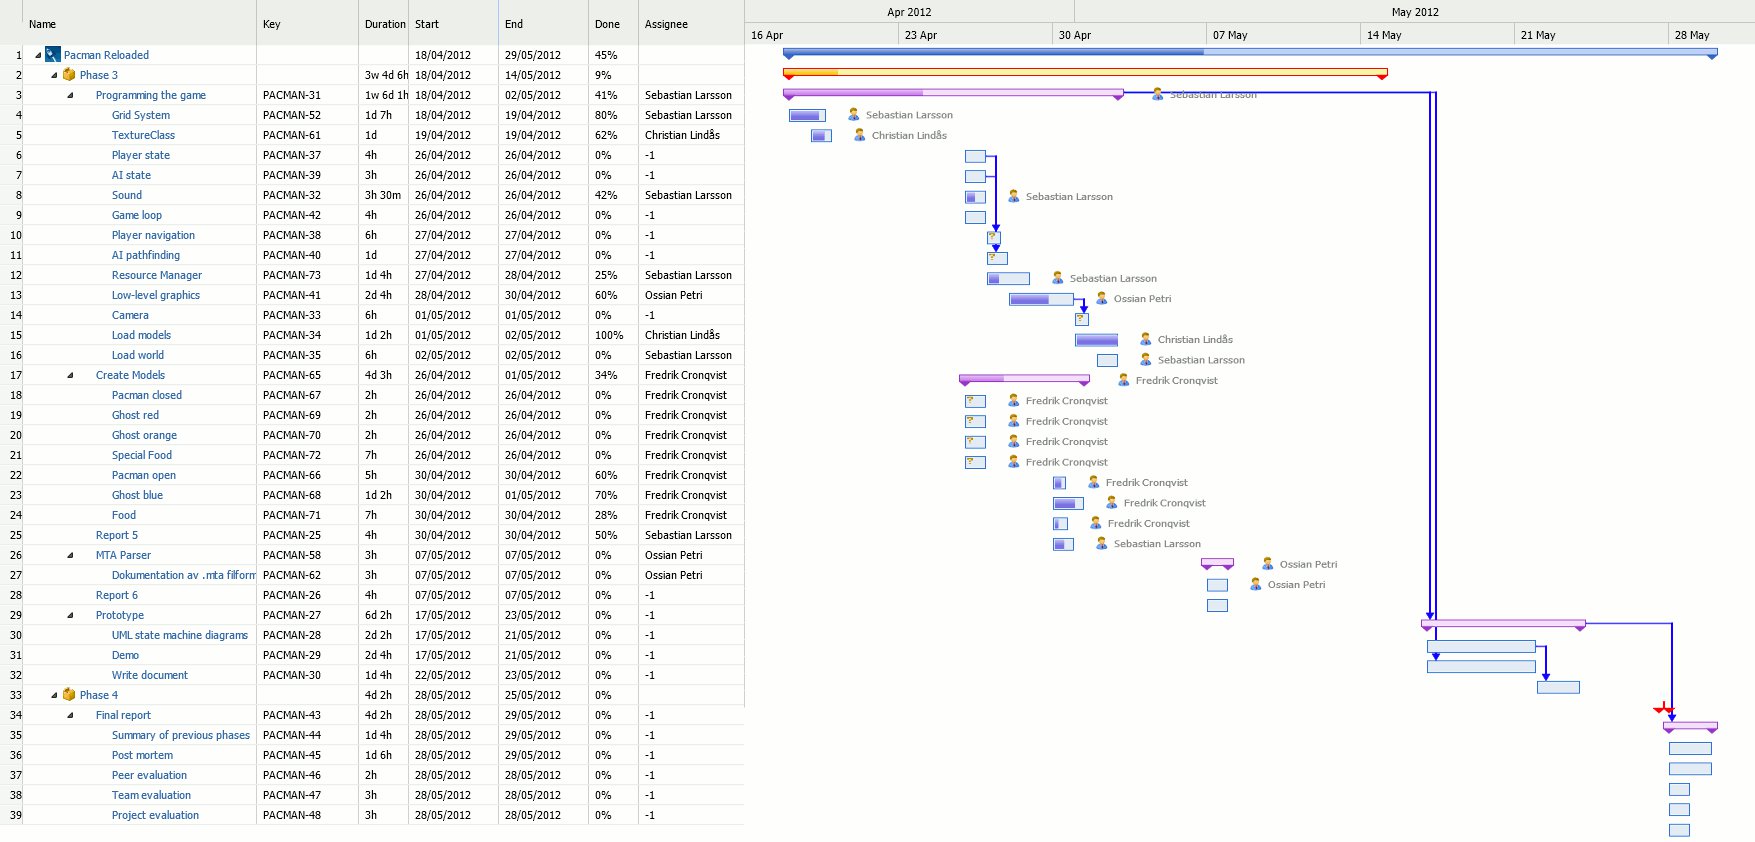 Apr 2012 May 2012
Name Key Duration Start End Done Assignee 16 Apr 23 Apr 30 Apr 07 May 14 May 21 May 28 May
1 Pacman Reloaded 18/04/2012 29/05/2012 45%
2 Phase 3 3w 4d 6h 18/04/2012 14/05/2012 9%
3 Programming the game PACMAN-31 1w 6d 1h 18/04/2012 02/05/2012 41% Sebastian Larsson Sebastian Larsson
4 Grid System PACMAN-52 1d 7h 18/04/2012 19/04/2012 80% Sebastian Larsson Sebastian Larsson
5 TextureClass PACMAN-61 1d 19/04/2012 19/04/2012 62% Christian Lindås Christian Lindås
6 Player state PACMAN-37 4h 26/04/2012 26/04/2012 0% -1
7 AI state PACMAN-39 3h 26/04/2012 26/04/2012 0% -1
8 Sound PACMAN-32 3h 30m 26/04/2012 26/04/2012 42% Sebastian Larsson Sebastian Larsson
9 Game loop PACMAN-42 4h 26/04/2012 26/04/2012 0% -1
10 Player navigation PACMAN-38 6h 27/04/2012 27/04/2012 0% -1 ?
11 AI pathfinding PACMAN-40 1d 27/04/2012 27/04/2012 0% -1 ?
12 Resource Manager PACMAN-73 1d 4h 27/04/2012 28/04/2012 25% Sebastian Larsson Sebastian Larsson
13 Low-level graphics PACMAN-41 2d 4h 28/04/2012 30/04/2012 60% Ossian Petri Ossian Petri
14 Camera PACMAN-33 6h 01/05/2012 01/05/2012 0% -1 ?
15 Load models PACMAN-34 1d 2h 01/05/2012 02/05/2012 100% Christian Lindås Christian Lindås
16 Load world PACMAN-35 6h 02/05/2012 02/05/2012 0% Sebastian Larsson Sebastian Larsson
17 Create Models PACMAN-65 4d 3h 26/04/2012 01/05/2012 34% Fredrik Cronqvist Fredrik Cronqvist
18 Pacman closed PACMAN-67 2h 26/04/2012 26/04/2012 0% Fredrik Cronqvist ? Fredrik Cronqvist
19 Ghost red PACMAN-69 2h 26/04/2012 26/04/2012 0% Fredrik Cronqvist ? Fredrik Cronqvist
20 Ghost orange PACMAN-70 2h 26/04/2012 26/04/2012 0% Fredrik Cronqvist ? Fredrik Cronqvist
21 Special Food PACMAN-72 7h 26/04/2012 26/04/2012 0% Fredrik Cronqvist ? Fredrik Cronqvist
22 Pacman open PACMAN-66 5h 30/04/2012 30/04/2012 60% Fredrik Cronqvist Fredrik Cronqvist
23 Ghost blue PACMAN-68 1d 2h 30/04/2012 01/05/2012 70% Fredrik Cronqvist Fredrik Cronqvist
24 Food PACMAN-71 7h 30/04/2012 30/04/2012 28% Fredrik Cronqvist Fredrik Cronqvist
25 Report 5 PACMAN-25 4h 30/04/2012 30/04/2012 50% Sebastian Larsson Sebastian Larsson
26 MTA Parser PACMAN-58 3h 07/05/2012 07/05/2012 0% Ossian Petri Ossian Petri
27 Dokumentation av .mta filform PACMAN-62 3h 07/05/2012 07/05/2012 0% Ossian Petri Ossian Petri
28 Report 6 PACMAN-26 4h 07/05/2012 07/05/2012 0% -1
29 Prototype PACMAN-27 6d 2h 17/05/2012 23/05/2012 0% -1
30 UML state machine diagrams PACMAN-28 2d 2h 17/05/2012 21/05/2012 0% -1
31 Demo PACMAN-29 2d 4h 17/05/2012 21/05/2012 0% -1
32 Write document PACMAN-30 1d 4h 22/05/2012 23/05/2012 0% -1
33 Phase 4 4d 2h 28/05/2012 25/05/2012 0%
34 Final report PACMAN-43 4d 2h 28/05/2012 29/05/2012 0% -1
35 Summary of previous phases PACMAN-44 1d 4h 28/05/2012 29/05/2012 0% -1
36 Post mortem PACMAN-45 1d 6h 28/05/2012 29/05/2012 0% -1
37 Peer evaluation PACMAN-46 2h 28/05/2012 28/05/2012 0% -1
38 Team evaluation PACMAN-47 3h 28/05/2012 28/05/2012 0% -1
39 Project evaluation PACMAN-48 3h 28/05/2012 28/05/2012 0% -1